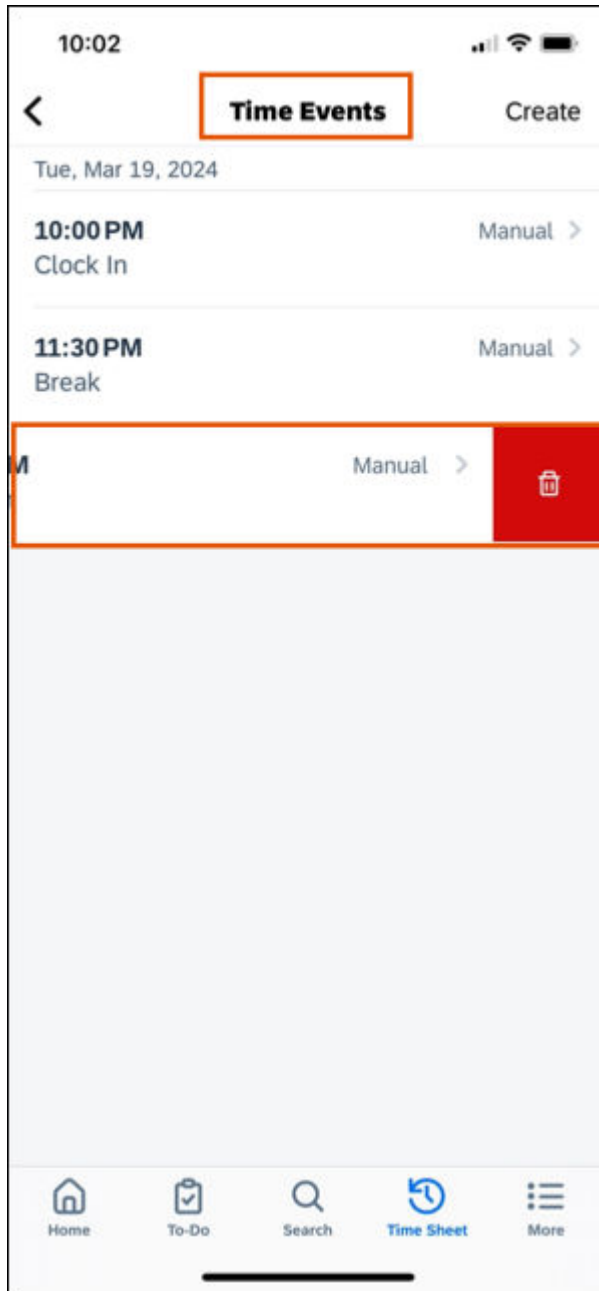 10:02
Time Events
Create
Tue, Mar 19, 2024
10:00 PM
Manual
Clock In
11:30 PM
Manual
Break
M
Manual
Home
To-Do
Search
Time Sheet
More